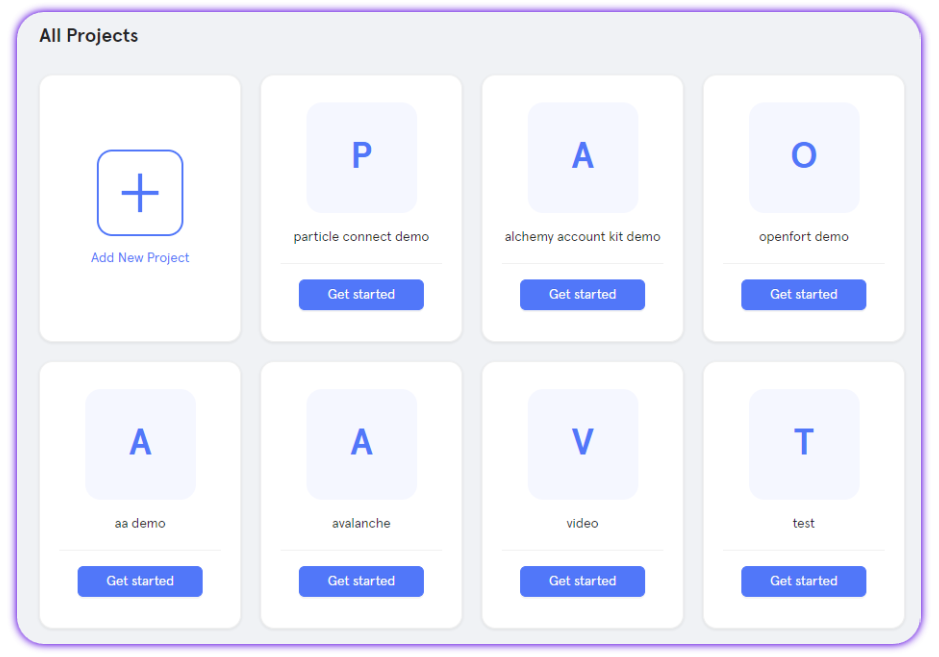 All Projects
Add New Project
P
particle connect demo
Get started
A
alchemy account kit demo
Get started
O
openfort demo
Get started
A
aa demo
Get started
A
avalanche
Get started
V
video
Get started
T
test
Get started